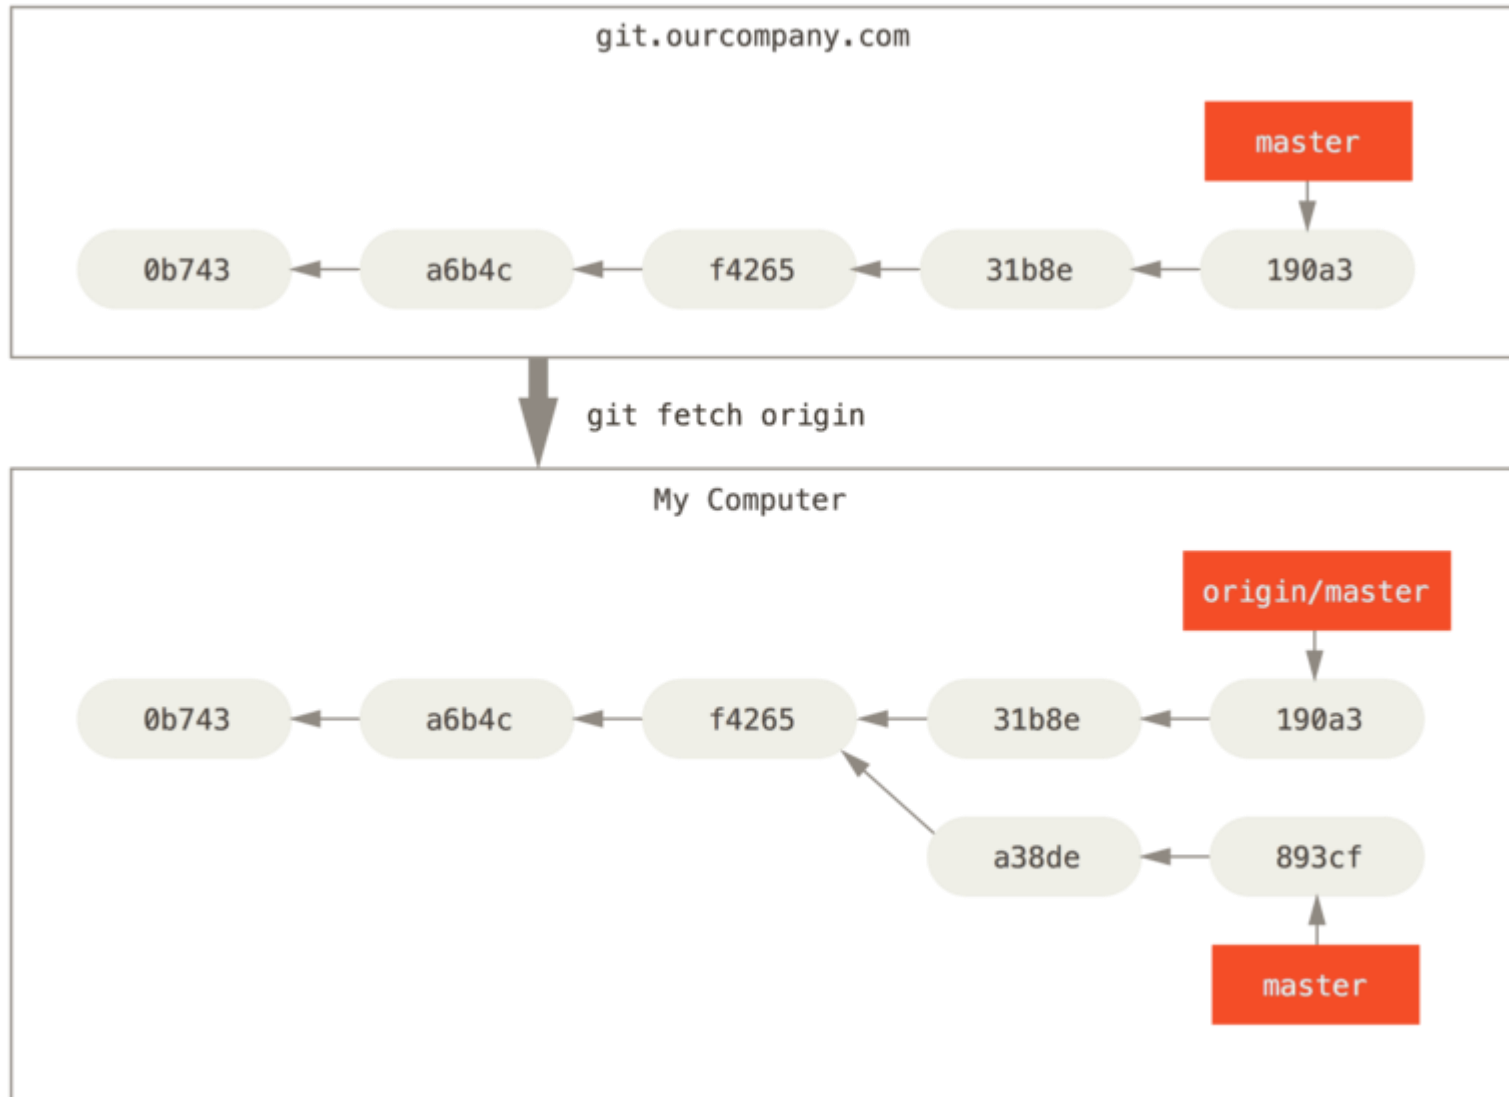 git.ourcompany.com
master
0b743 a6b4c f4265 31b8e 190a3
git fetch origin
My Computer
origin/master
0b743 a6b4c f4265 31b8e 190a3
a38de 893cf
master